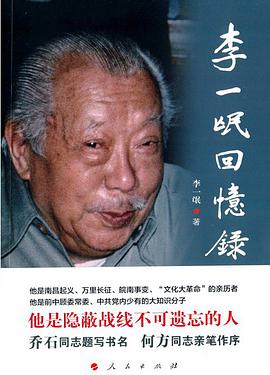 李一氓回憶録
李一氓 著
他是南昌起义、万里长征、皖南事变、“文化大革命”的亲历者
他是前中顾委常委、中共党内少有的大知识分子
他是隐蔽战线不可遗忘的人
乔石同志题写书名 何方同志亲笔作序
人民出版社